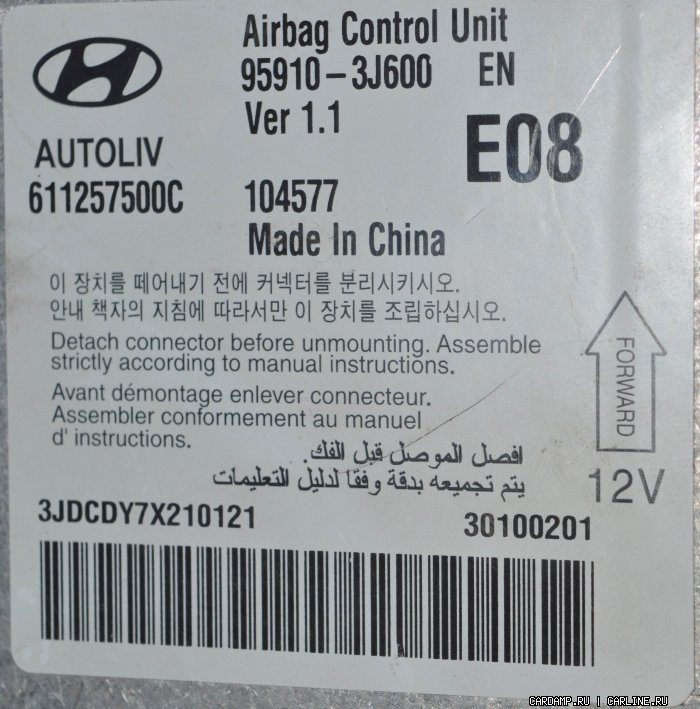 Airbag Control Unit
95910-3J600 EN
Ver 1.1
E08
AUTOLIV
611257500C
104577
Made In China
이 장치를 떼어내기 전에 커넥터를 분리시키시오.
안내 책자의 지침에 따라서만 이 장치를 조립하십시오.
Detach connector before unmounting. Assemble
strictly according to manual instructions.
Avant démontage enlever connecteur.
Assembler conformement au manuel
d' instructions.
افصل الموصل قبل الفك.
يتم تجميعه بدقة وفقا لدليل التعليمات
FORWARD
12V
3JDCDY7X210121
30100201
CARDAMP.RU | CARLINE.RU